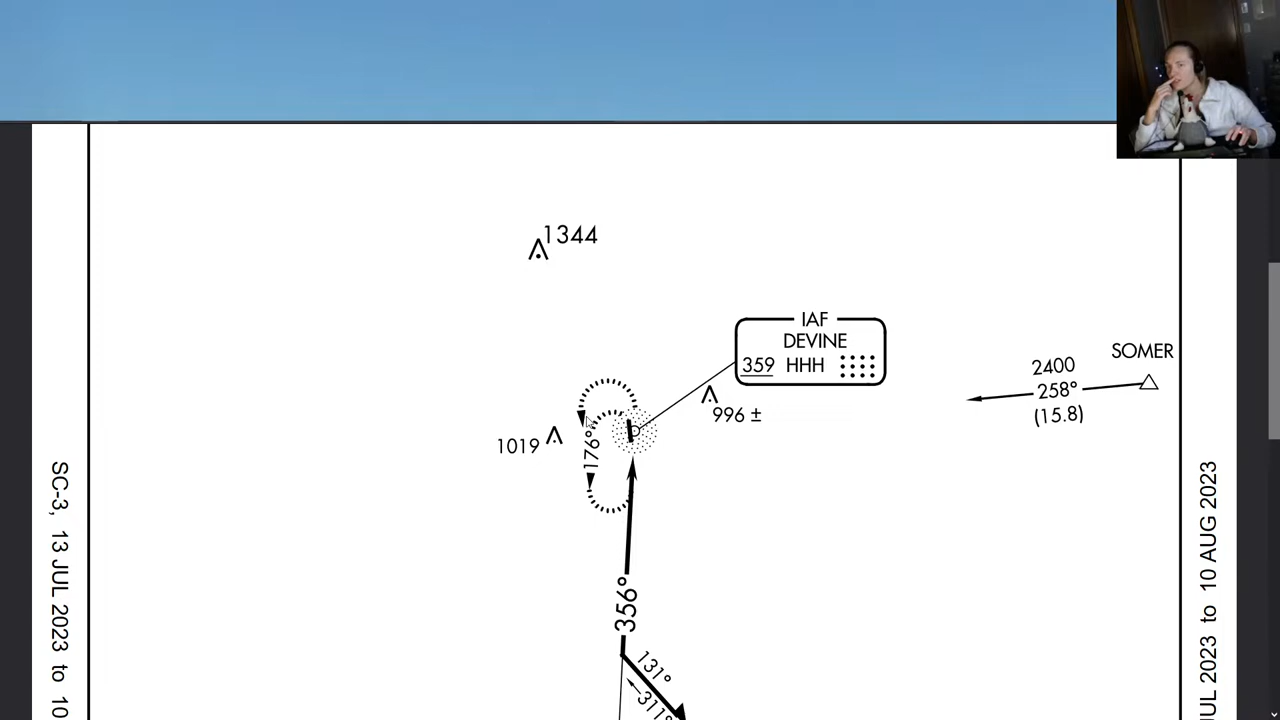 1344
IAF
DEVINE
359 HHH
SOMER
2400
258°
(15.8)
996 ±
1019
176°
356°
131°
311°
SC-3, 13 JUL 2023 to 10
JUL 2023 to 10 AUG 2023